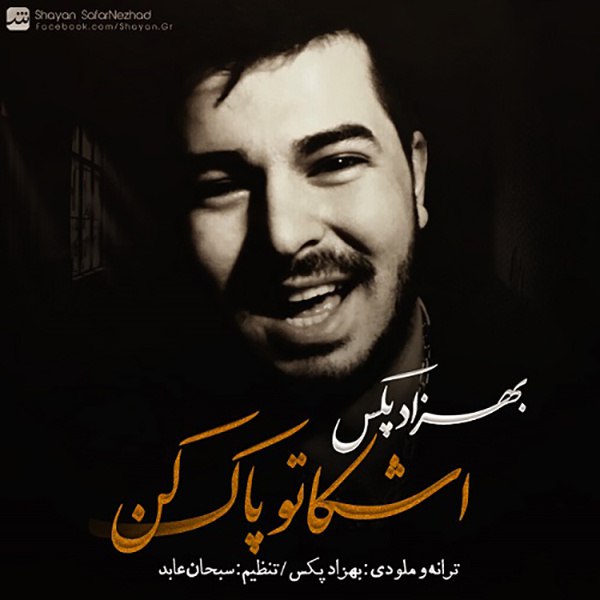 Shayan SafarNezhad
Facebook.com/Shayan.Gr
بهزاد پکس
اشکاتو پاک کن
ترانه و ملودی : بهزاد پکس / تنظیم : سبحان عابد